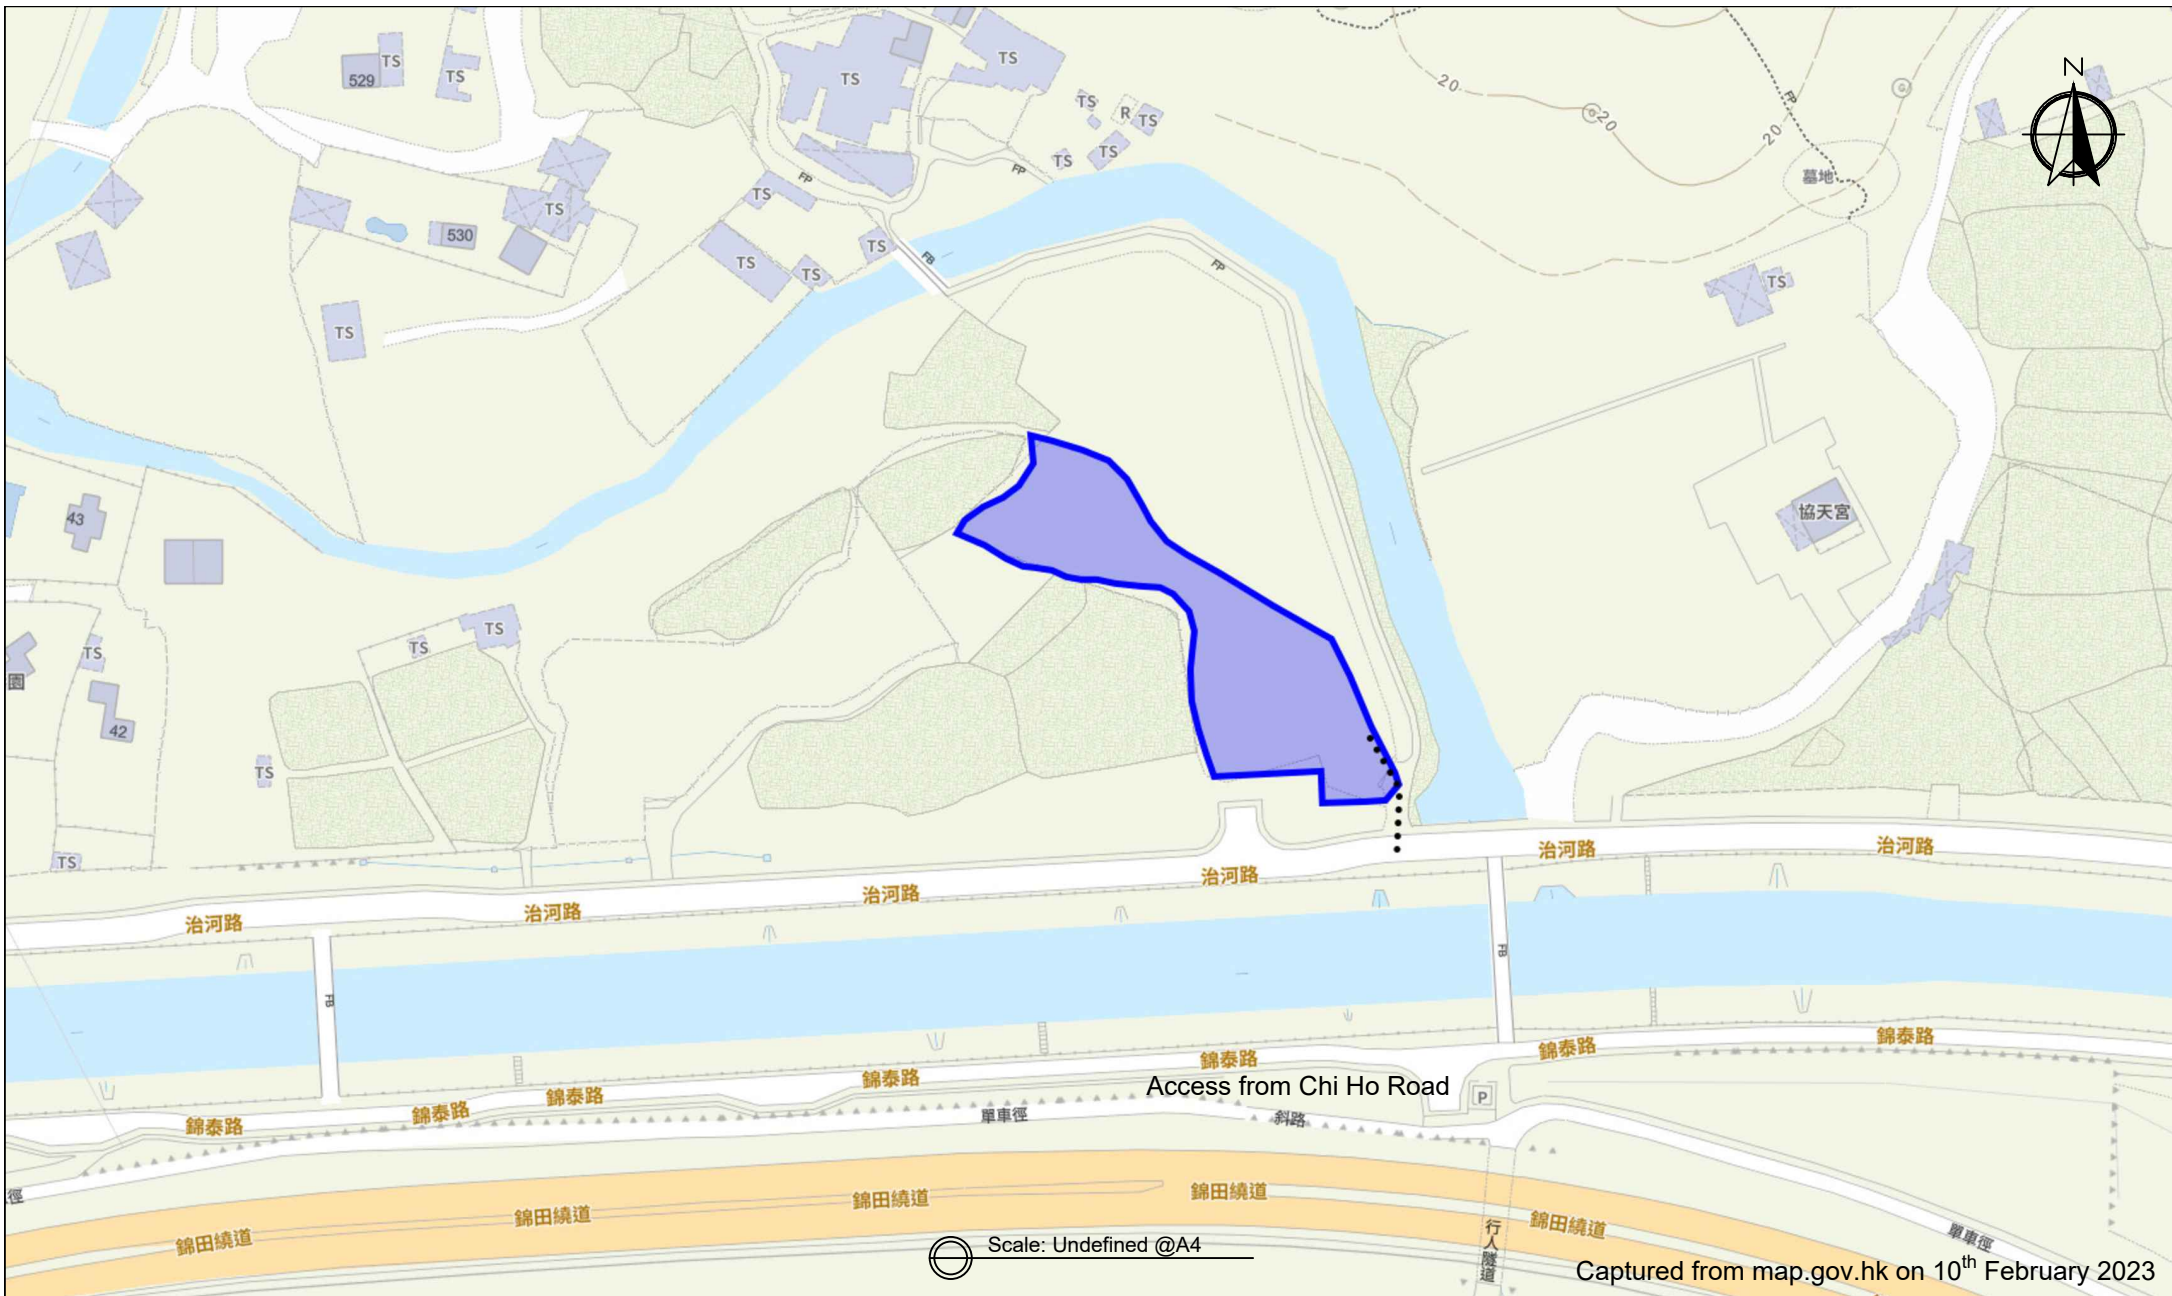 TS
529
TS
TS
TS
TS
R
TS
TS
TS
20
20
20
FP
N
墓地
FP
FP
TS
TS
530
TS
TS
TS
TS
FB
FP
TS
43
協天宮
TS
TS
TS
園
42
TS
TS
治河路
治河路
治河路
治河路
治河路
治河路
FB
FB
錦泰路
錦泰路
錦泰路
錦泰路
錦泰路
錦泰路
錦泰路
Access from Chi Ho Road
P
單車徑
斜路
徑
錦田繞道
錦田繞道
錦田繞道
錦田繞道
錦田繞道
行人隧道
單車徑
Scale: Undefined @A4
Captured from map.gov.hk on 10th February 2023